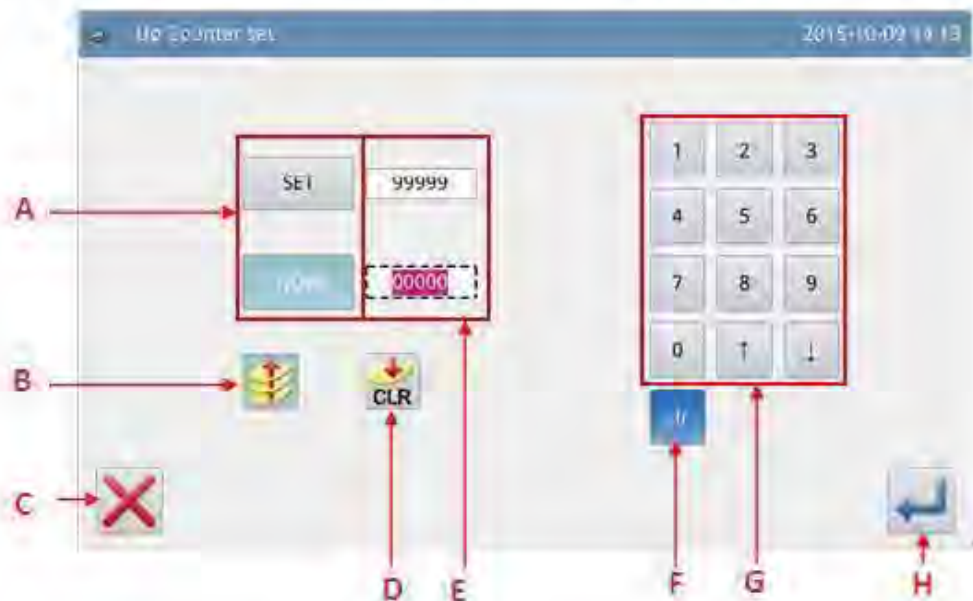 Up Counter Set 2015-10-09 14:13
1 2 3
SET 99999
4 5 6
A
NOW 00000
7 8 9
0 ↑ ↓
B
CLR
C
D E F G H